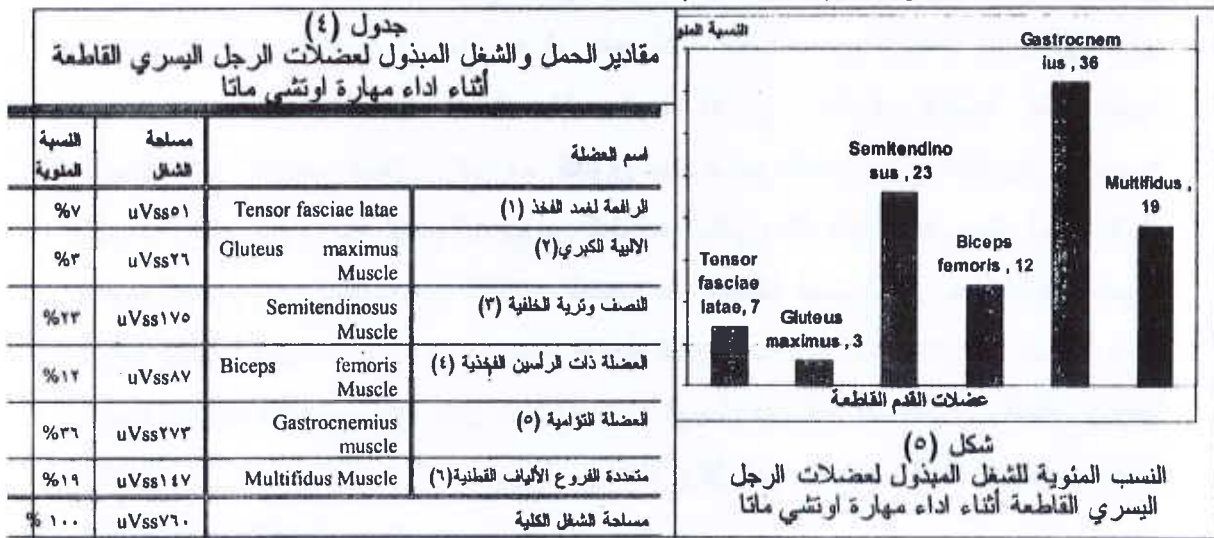 جدول (٤)
مقادير الحمل والشغل المبذول لعضلات الرجل اليسري القاطعة
أثناء اداء مهارة اوتشي ماتا
اسم العضلة | مساحة الشغل | النسبة المئوية
الرافعة لغمد الفخذ (١) | Tensor fasciae latae | uVss٥١ | %٧
الالية الكبري(٢) | Gluteus maximus Muscle | uVss٢٦ | %٣
النصف وترية الخلفية (٣) | Semitendinosus Muscle | uVss١٧٥ | %٢٣
العضلة ذات الرأسين الفخذية (٤) | Biceps femoris Muscle | uVss٨٧ | %١٢
العضلة التؤامية (٥) | Gastrocnemius muscle | uVss٢٧٣ | %٣٦
متعددة الفروع الألياف القطنية(٦) | Multifidus Muscle | uVss١٤٧ | %١٩
مساحة الشغل الكلية | uVss٧٦٠ | ١٠٠ %
النسبة
Tensor
fasciae
latae, 7
Gluteus
maximus , 3
Semitendino
sus , 23
Biceps
femoris , 12
Gastrocnem
ius , 36
Multifidus ,
19
عضلات القدم القاطعة
شكل (٥)
النسب المئوية للشغل المبذول لعضلات الرجل
اليسري القاطعة أثناء اداء مهارة اوتشي ماتا